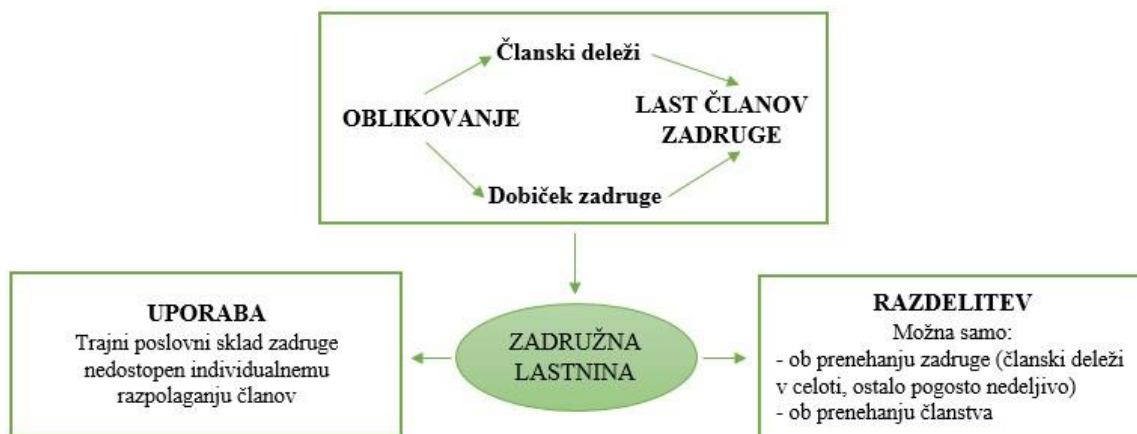 Članski deleži
OBLIKOVANJE
LAST ČLANOV
ZADRUGE
Dobiček zadruge
UPORABA
Trajni poslovni sklad zadruge
nedostopen individualnemu
razpolaganju članov
ZADRUŽNA
LASTNINA
RAZDELITEV
Možna samo:
- ob prenehanju zadruge (članski deleži
v celoti, ostalo pogosto nedeljivo)
- ob prenehanju članstva